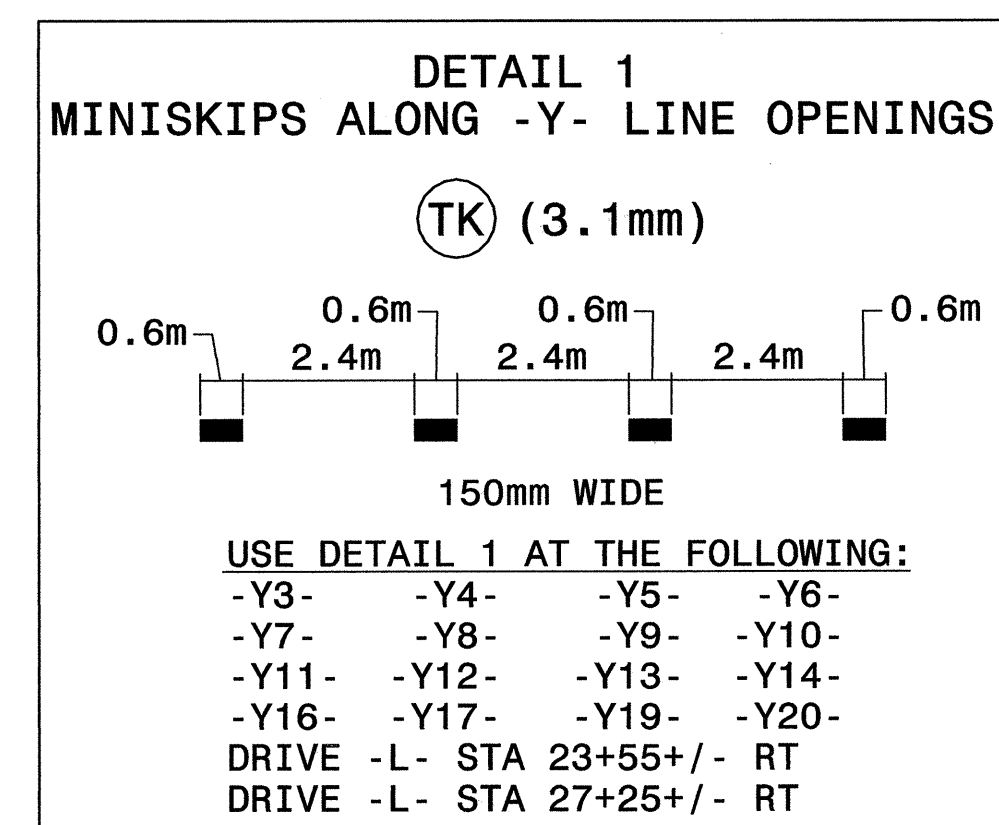 DETAIL 1
MINISKIPS ALONG -Y- LINE OPENINGS
TK (3.1mm)
0.6m 0.6m 0.6m 0.6m
2.4m 2.4m 2.4m
150mm WIDE
USE DETAIL 1 AT THE FOLLOWING:
-Y3- -Y4- -Y5- -Y6-
-Y7- -Y8- -Y9- -Y10-
-Y11- -Y12- -Y13- -Y14-
-Y16- -Y17- -Y19- -Y20-
DRIVE -L- STA 23+55+/- RT
DRIVE -L- STA 27+25+/- RT